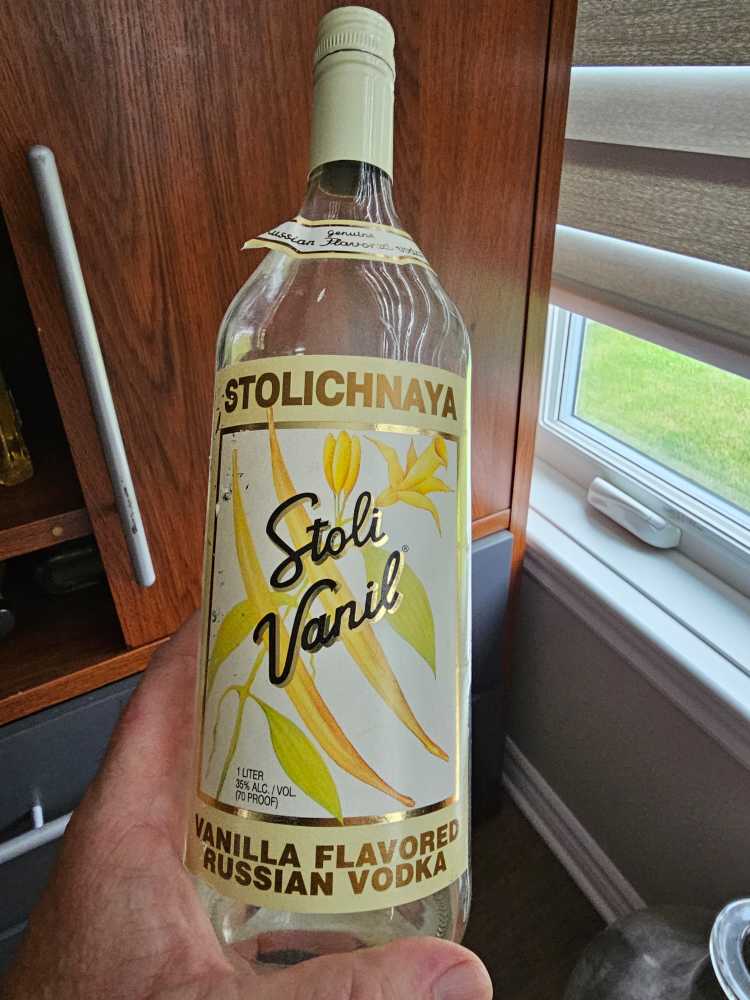 genuine
Russian Flavored vodka
STOLICHNAYA
Stoli
Vanil®
1 LITER
35% ALC. / VOL.
(70 PROOF)
VANILLA FLAVORED
RUSSIAN VODKA